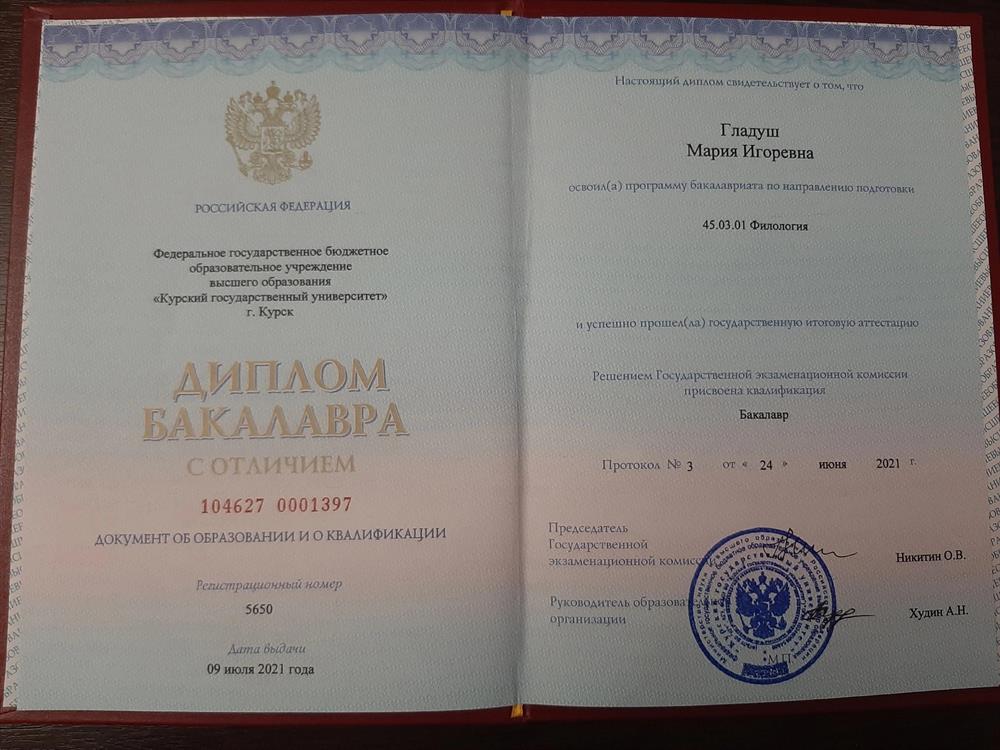 РОССИЙСКАЯ ФЕДЕРАЦИЯ
Федеральное государственное бюджетное
образовательное учреждение
высшего образования
«Курский государственный университет»
г. Курск
ДИПЛОМ
БАКАЛАВРА
С ОТЛИЧИЕМ
104627 0001397
ДОКУМЕНТ ОБ ОБРАЗОВАНИИ И О КВАЛИФИКАЦИИ
Регистрационный номер
5650
Дата выдачи
09 июля 2021 года
Настоящий диплом свидетельствует о том, что
Гладуш
Мария Игоревна
освоил(а) программу бакалавриата по направлению подготовки
45.03.01 Филология
и успешно прошел(ла) государственную итоговую аттестацию
Решением Государственной экзаменационной комиссии
присвоена квалификация
Бакалавр
Протокол № 3 от « 24 » июня 2021 г.
Председатель
Государственной
экзаменационной
Никитин О.В.
Руководитель
организации
Худин А.Н.
М.П.